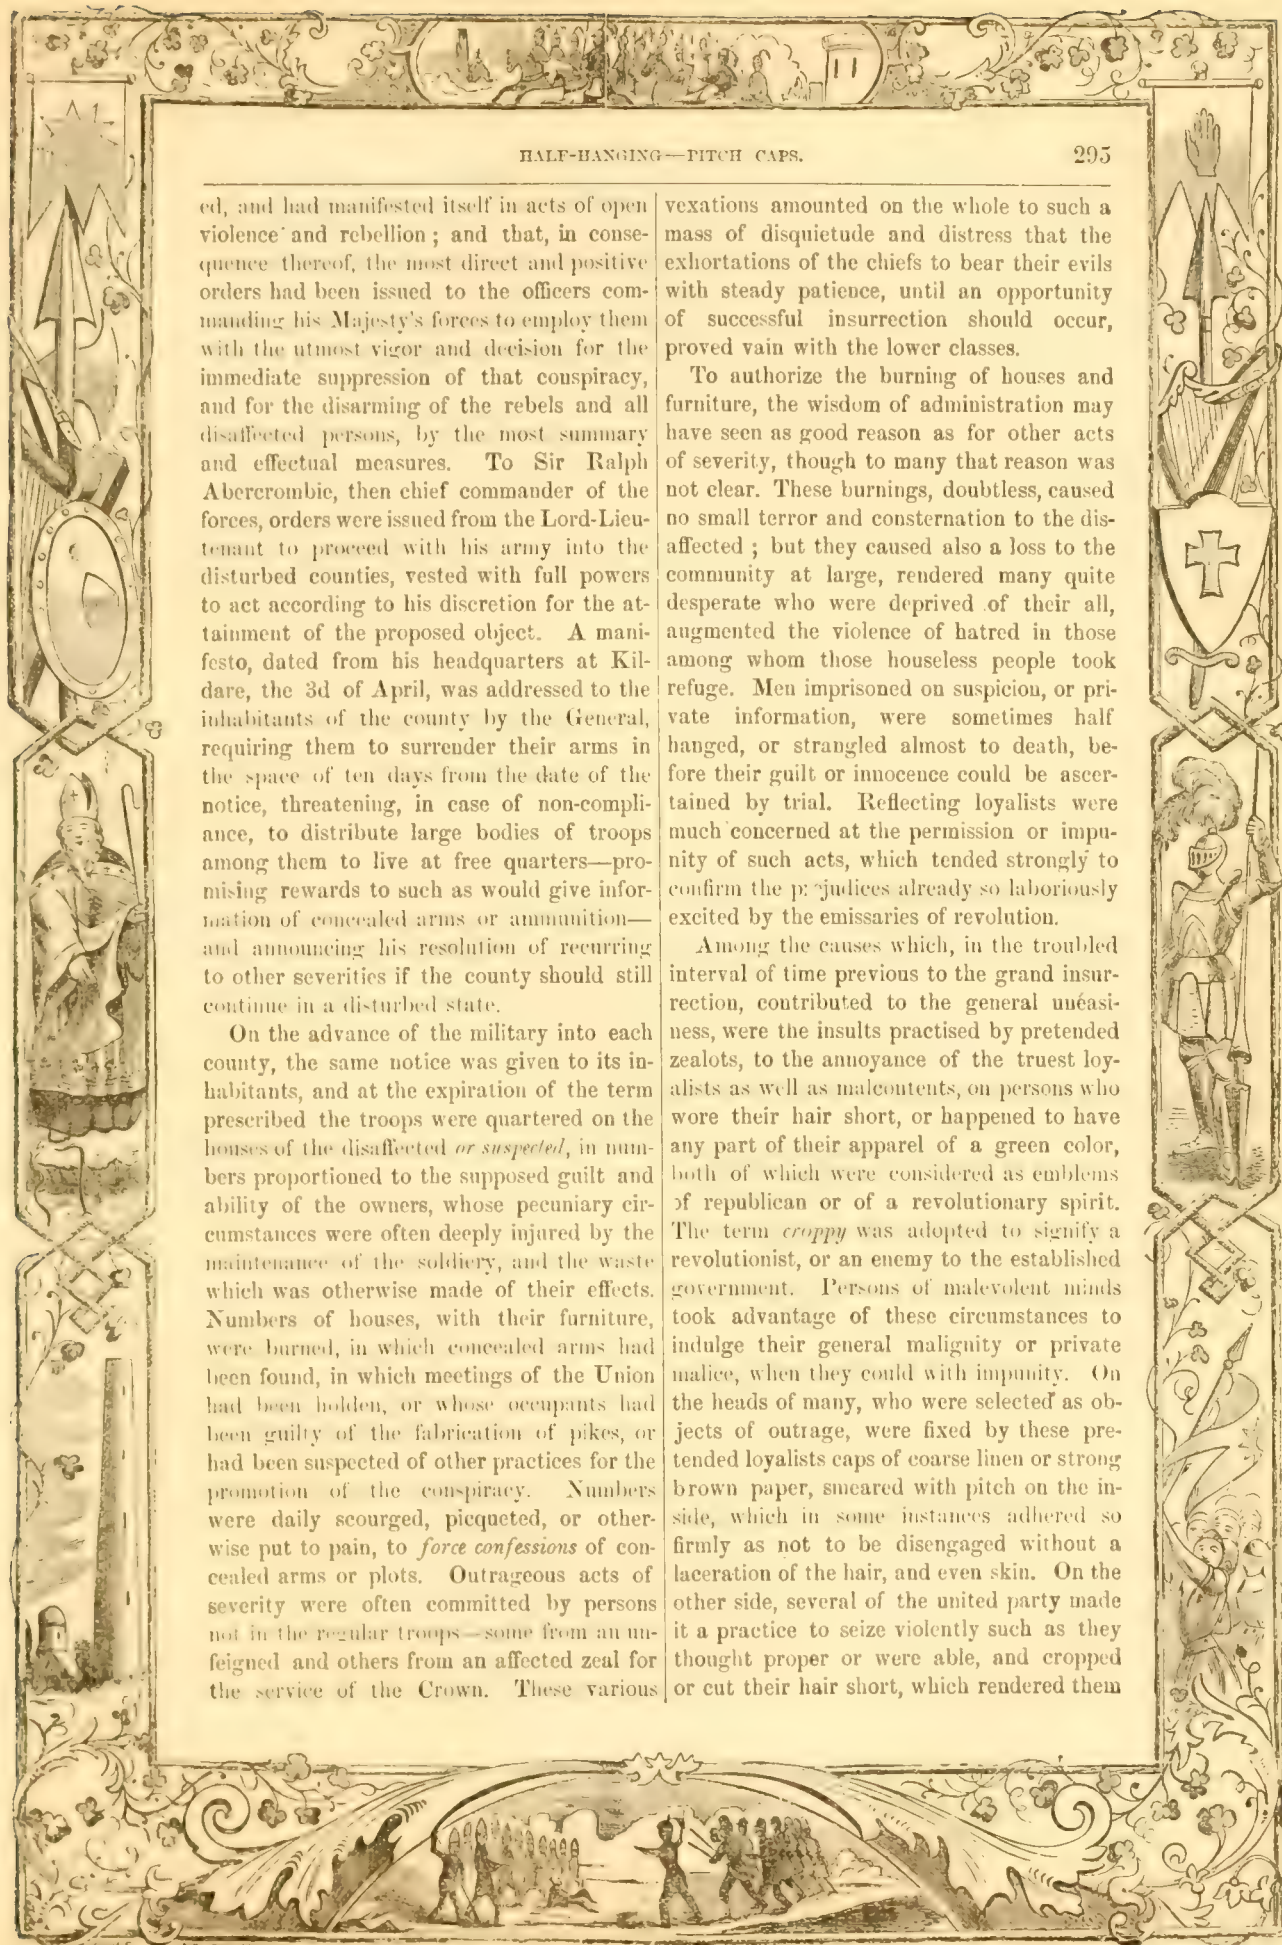 HALF-HANGING—PITCH CAPS.
295
ed, and had manifested itself in acts of open
violence and rebellion ; and that, in conse-
quence thereof, the most direct and positive
orders had been issued to the officers com-
manding his Majesty's forces to employ them
with the utmost vigor and decision for the
immediate suppression of that conspiracy,
and for the disarming of the rebels and all
disaffected persons, by the most summary
and effectual measures. To Sir Ralph
Abercrombie, then chief commander of the
forces, orders were issued from the Lord-Lieu-
tenant to proceed with his army into the
disturbed counties, vested with full powers
to act according to his discretion for the at-
tainment of the proposed object. A mani-
festo, dated from his headquarters at Kil-
dare, the 3d of April, was addressed to the
inhabitants of the county by the General,
requiring them to surrender their arms in
the space of ten days from the date of the
notice, threatening, in case of non-compli-
ance, to distribute large bodies of troops
among them to live at free quarters—pro-
mising rewards to such as would give infor-
mation of concealed arms or ammunition—
and announcing his resolution of recurring
to other severities if the county should still
continue in a disturbed state.
On the advance of the military into each
county, the same notice was given to its in-
habitants, and at the expiration of the term
prescribed the troops were quartered on the
houses of the disaffected or suspected, in num-
bers proportioned to the supposed guilt and
ability of the owners, whose pecuniary cir-
cumstances were often deeply injured by the
maintenance of the soldiery, and the waste
which was otherwise made of their effects.
Numbers of houses, with their furniture,
were burned, in which concealed arms had
been found, in which meetings of the Union
had been holden, or whose occupants had
been guilty of the fabrication of pikes, or
had been suspected of other practices for the
promotion of the conspiracy. Numbers
were daily scourged, picqueted, or other-
wise put to pain, to force confessions of con-
cealed arms or plots. Outrageous acts of
severity were often committed by persons
not in the regular troops—some from an un-
feigned and others from an affected zeal for
the service of the Crown. These various
vexations amounted on the whole to such a
mass of disquietude and distress that the
exhortations of the chiefs to bear their evils
with steady patience, until an opportunity
of successful insurrection should occur,
proved vain with the lower classes.
To authorize the burning of houses and
furniture, the wisdom of administration may
have seen as good reason as for other acts
of severity, though to many that reason was
not clear. These burnings, doubtless, caused
no small terror and consternation to the dis-
affected ; but they caused also a loss to the
community at large, rendered many quite
desperate who were deprived of their all,
augmented the violence of hatred in those
among whom those houseless people took
refuge. Men imprisoned on suspicion, or pri-
vate information, were sometimes half
hanged, or strangled almost to death, be-
fore their guilt or innocence could be ascer-
tained by trial. Reflecting loyalists were
much concerned at the permission or impu-
nity of such acts, which tended strongly to
confirm the prejudices already so laboriously
excited by the emissaries of revolution.
Among the causes which, in the troubled
interval of time previous to the grand insur-
rection, contributed to the general uneasi-
ness, were the insults practised by pretended
zealots, to the annoyance of the truest loy-
alists as well as malcontents, on persons who
wore their hair short, or happened to have
any part of their apparel of a green color,
both of which were considered as emblems
of republican or of a revolutionary spirit.
The term croppy was adopted to signify a
revolutionist, or an enemy to the established
government. Persons of malevolent minds
took advantage of these circumstances to
indulge their general malignity or private
malice, when they could with impunity. On
the heads of many, who were selected as ob-
jects of outrage, were fixed by these pre-
tended loyalists caps of coarse linen or strong
brown paper, smeared with pitch on the in-
side, which in some instances adhered so
firmly as not to be disengaged without a
laceration of the hair, and even skin. On the
other side, several of the united party made
it a practice to seize violently such as they
thought proper or were able, and cropped
or cut their hair short, which rendered them